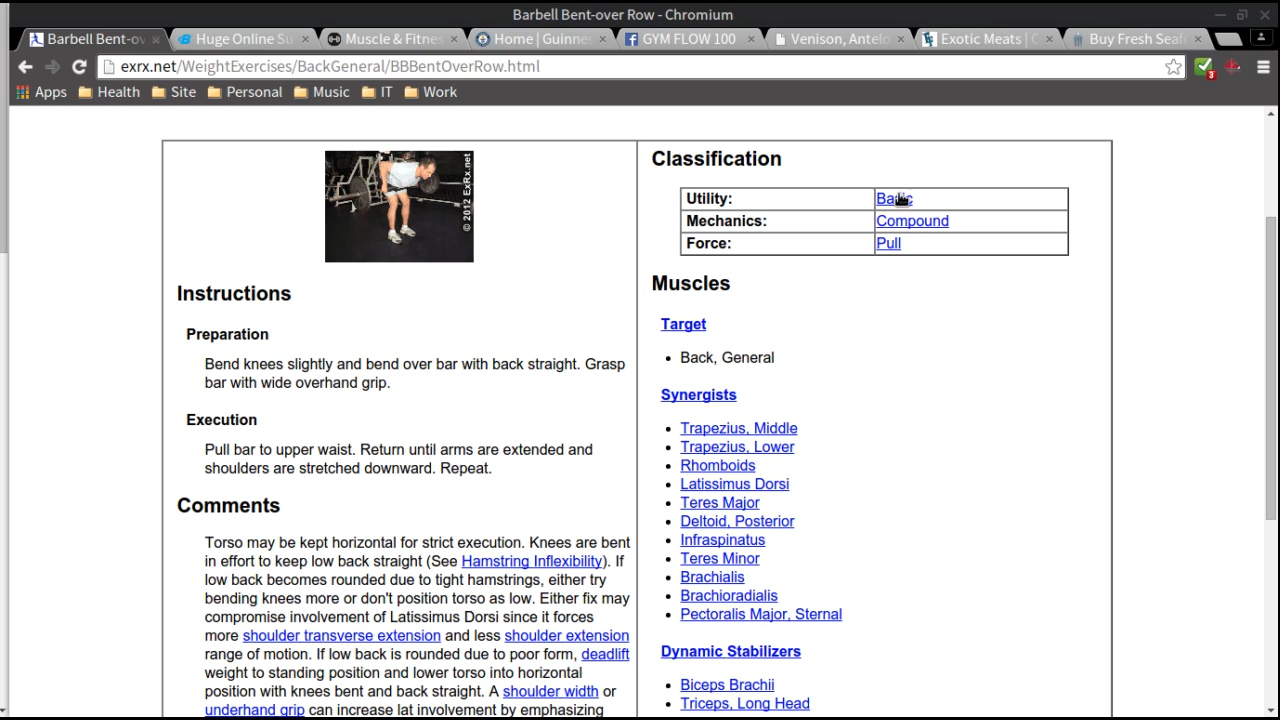 Barbell Bent-over Row - Chromium
Barbell Bent-ov
Huge Online Su
Muscle & Fitnes
Home | Guinne
GYM FLOW 100
Venison, Antelo
Exotic Meats |
Buy Fresh Seaf
exrx.net/WeightExercises/BackGeneral/BBBentOverRow.html
3
Apps
Health
Site
Personal
Music
IT
Work
© 2012 ExRx.net
Instructions
Preparation
Bend knees slightly and bend over bar with back straight. Grasp
bar with wide overhand grip.
Execution
Pull bar to upper waist. Return until arms are extended and
shoulders are stretched downward. Repeat.
Comments
Torso may be kept horizontal for strict execution. Knees are bent
in effort to keep low back straight (See Hamstring Inflexibility). If
low back becomes rounded due to tight hamstrings, either try
bending knees more or don't position torso as low. Either fix may
compromise involvement of Latissimus Dorsi since it forces
more shoulder transverse extension and less shoulder extension
range of motion. If low back is rounded due to poor form, deadlift
weight to standing position and lower torso into horizontal
position with knees bent and back straight. A shoulder width or
underhand grip can increase lat involvement by emphasizing
Classification
Utility: Basic
Mechanics: Compound
Force: Pull
Muscles
Target
• Back, General
Synergists
• Trapezius, Middle
• Trapezius, Lower
• Rhomboids
• Latissimus Dorsi
• Teres Major
• Deltoid, Posterior
• Infraspinatus
• Teres Minor
• Brachialis
• Brachioradialis
• Pectoralis Major, Sternal
Dynamic Stabilizers
• Biceps Brachii
• Triceps, Long Head